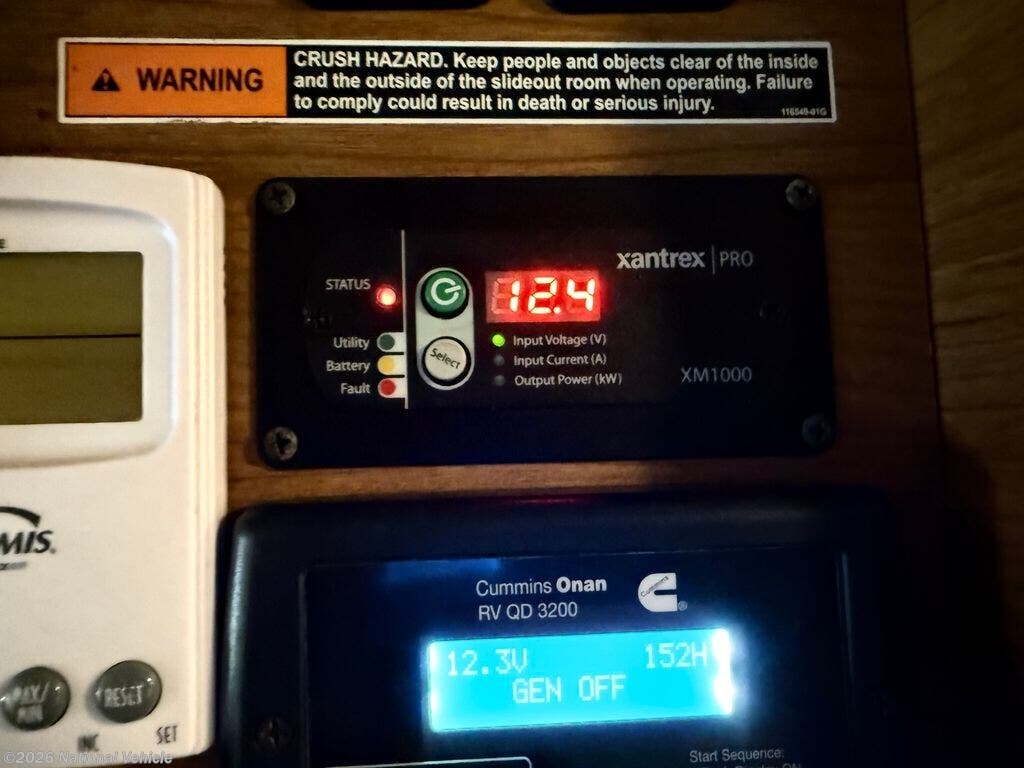 WARNING
CRUSH HAZARD. Keep people and objects clear of the inside
and the outside of the slideout room when operating. Failure
to comply could result in death or serious injury.
116549-01G
xantrex | PRO
STATUS
12.4
Utility
Battery
Fault
Select
Input Voltage (V)
Input Current (A)
Output Power (kW)
XM1000
MIS.
Cummins Onan
RV QD 3200
Cummins
12.3V 152H
GEN OFF
RESET
SET
Start Sequence:
©2026 National Vehicle